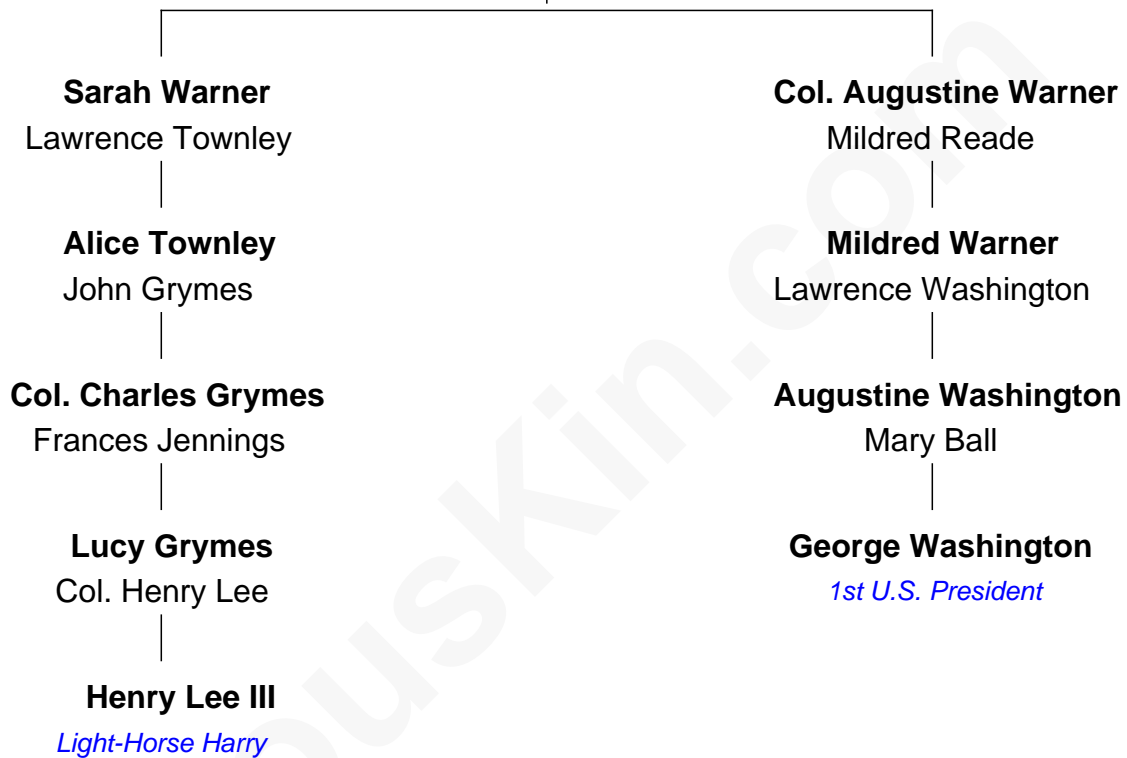 Sarah Warner
Lawrence Townley
Alice Townley
John Grymes
Col. Charles Grymes
Frances Jennings
Lucy Grymes
Col. Henry Lee
Henry Lee III
Light-Horse Harry
Col. Augustine Warner
Mildred Reade
Mildred Warner
Lawrence Washington
Augustine Washington
Mary Ball
George Washington
1st U.S. President
ousKin.com